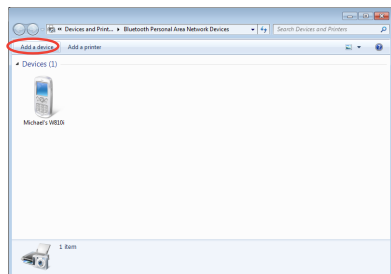 « Devices and Print... ▸ Bluetooth Personal Area Network Devices
Search Devices and Printers
Add a device
Add a printer
Devices (1)
Michael's W810i
1 item